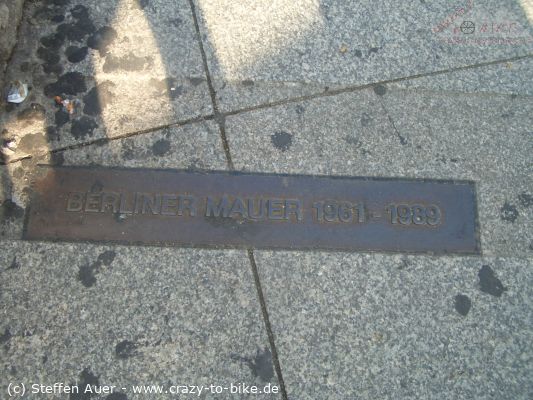 BERLINER MAUER 1961 - 1989
(c) Steffen Auer - www.crazy-to-bike.de